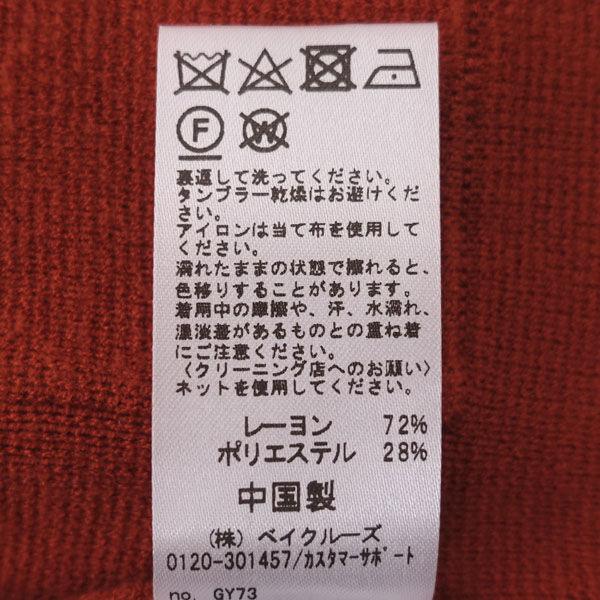 F W
裏返して洗ってください。
タンブラー乾燥はお避けくだ
さい。
アイロンは当て布を使用して
ください。
濡れたままの状態で擦れると、
色移りすることがあります。
着用中の摩擦や、汗、水濡れ、
濃淡差があるものとの重ね着
にご注意ください。
〈クリーニング店へのお願い〉
ネットを使用してください。
レーヨン 72%
ポリエステル 28%
中国製
(株) ベイクルーズ
0120-301457/カスタマーサポート
no. GY73